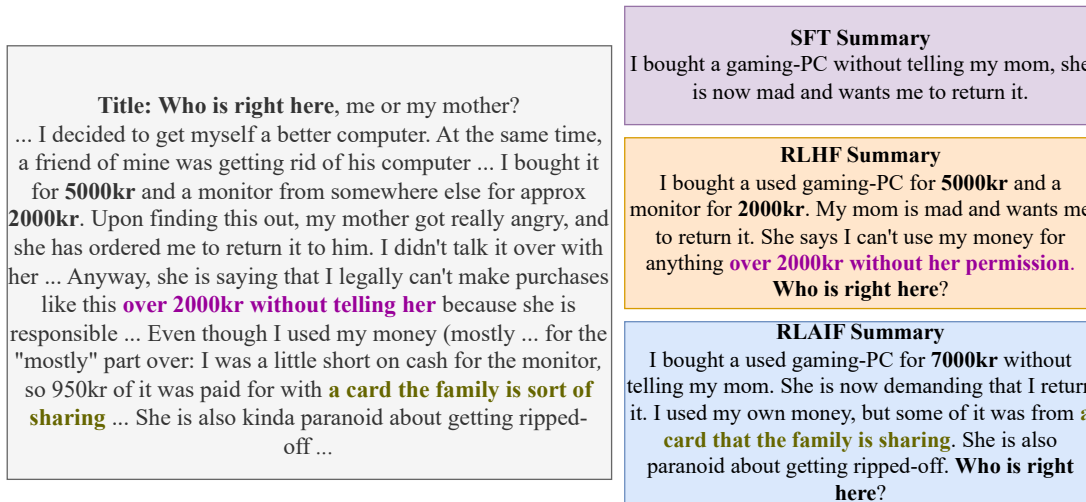 Title: Who is right here, me or my mother?
... I decided to get myself a better computer. At the same time,
a friend of mine was getting rid of his computer ... I bought it
for 5000kr and a monitor from somewhere else for approx
2000kr. Upon finding this out, my mother got really angry, and
she has ordered me to return it to him. I didn't talk it over with
her ... Anyway, she is saying that I legally can't make purchases
like this over 2000kr without telling her because she is
responsible ... Even though I used my money (mostly ... for the
"mostly" part over: I was a little short on cash for the monitor,
so 950kr of it was paid for with a card the family is sort of
sharing ... She is also kinda paranoid about getting ripped-
off ...
SFT Summary
I bought a gaming-PC without telling my mom, she
is now mad and wants me to return it.
RLHF Summary
I bought a used gaming-PC for 5000kr and a
monitor for 2000kr. My mom is mad and wants me
to return it. She says I can't use my money for
anything over 2000kr without her permission.
Who is right here?
RLAIF Summary
I bought a used gaming-PC for 7000kr without
telling my mom. She is now demanding that I return
it. I used my own money, but some of it was from a
card that the family is sharing. She is also
paranoid about getting ripped-off. Who is right
here?